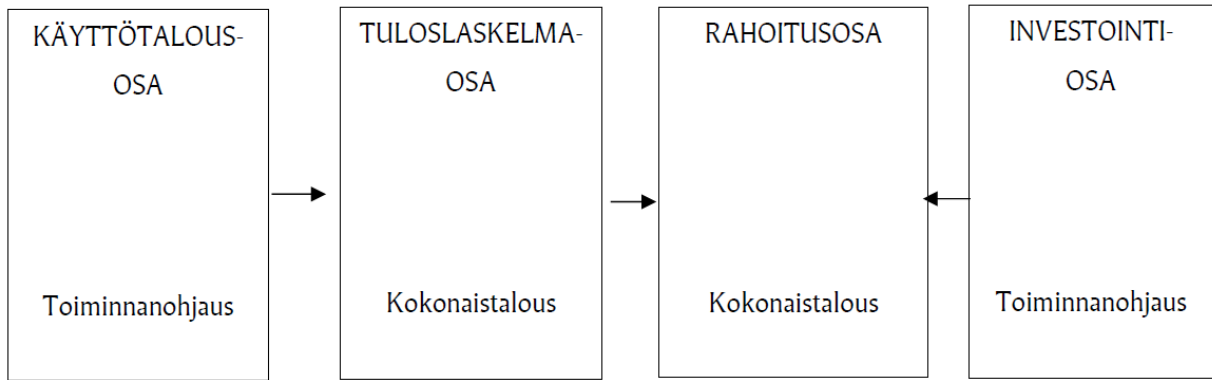 KÄYTTÖTALOUS-
OSA
Toiminnanohjaus
TULOSLASKELMA-
OSA
Kokonaistalous
RAHOITUSOSA
Kokonaistalous
INVESTOINTI-
OSA
Toiminnanohjaus